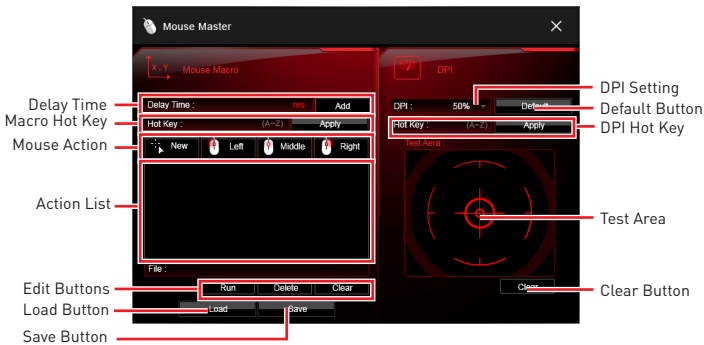 Mouse Master
X . Y
Mouse Macro
DPI
Delay Time :
ms
Add
Hot Key :
(A~Z)
Apply
New
Left
Middle
Right
File :
Run
Delete
Clear
Load
Save
DPI :
50%
Default
Hot Key :
(A~Z)
Apply
Test Aera :
Clear
Delay Time
Macro Hot Key
Mouse Action
Action List
Edit Buttons
Load Button
Save Button
DPI Setting
Default Button
DPI Hot Key
Test Area
Clear Button